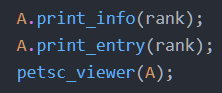 A.print_info(rank);
A.print_entry(rank);
petsc_viewer(A);